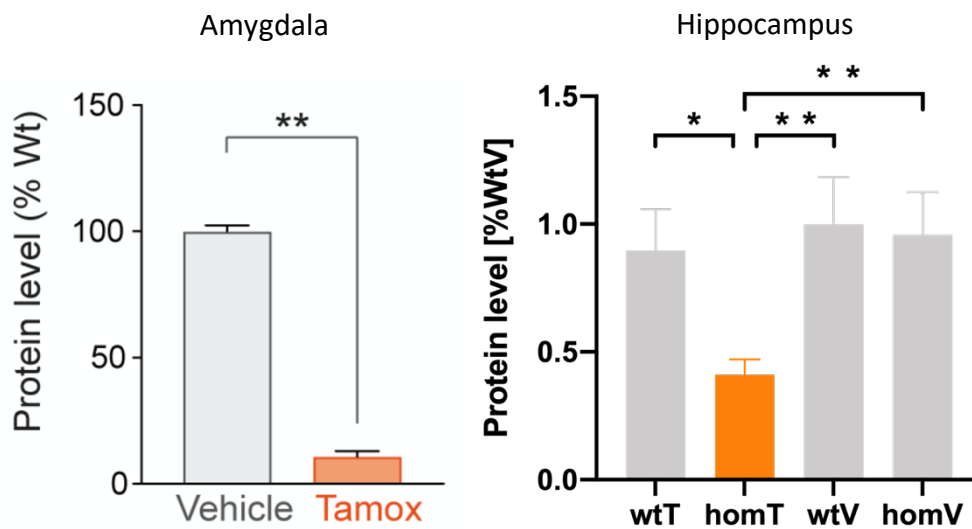 Amygdala
Protein level (% Wt)
150
100
50
0
**
Vehicle
Tamox
Hippocampus
Protein level [%WtV]
1.5
1.0
0.5
0.0
* *
*
* *
wtT
homT
wtV
homV